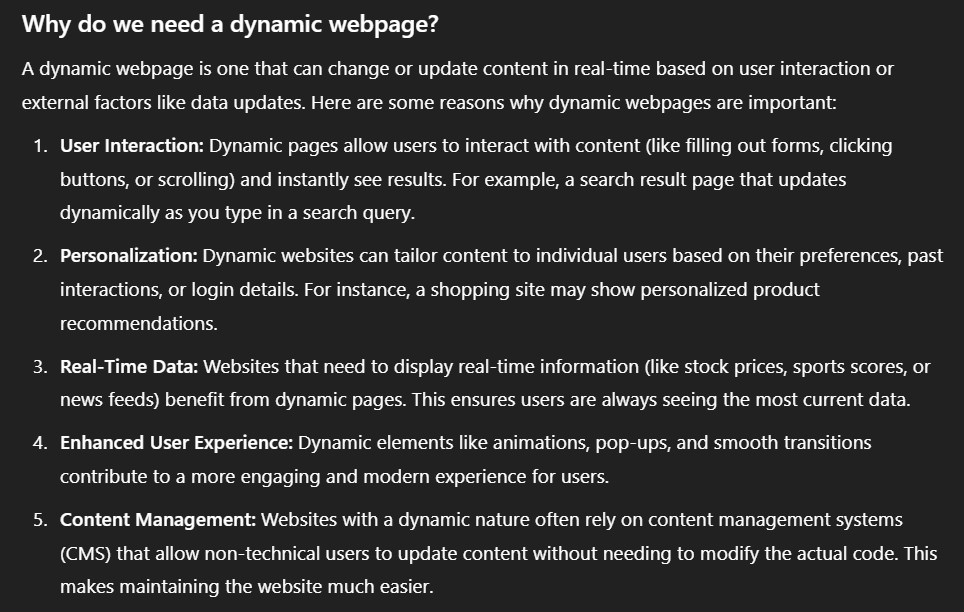 Why do we need a dynamic webpage?
A dynamic webpage is one that can change or update content in real-time based on user interaction or
external factors like data updates. Here are some reasons why dynamic webpages are important:
1. User Interaction: Dynamic pages allow users to interact with content (like filling out forms, clicking
buttons, or scrolling) and instantly see results. For example, a search result page that updates
dynamically as you type in a search query.
2. Personalization: Dynamic websites can tailor content to individual users based on their preferences, past
interactions, or login details. For instance, a shopping site may show personalized product
recommendations.
3. Real-Time Data: Websites that need to display real-time information (like stock prices, sports scores, or
news feeds) benefit from dynamic pages. This ensures users are always seeing the most current data.
4. Enhanced User Experience: Dynamic elements like animations, pop-ups, and smooth transitions
contribute to a more engaging and modern experience for users.
5. Content Management: Websites with a dynamic nature often rely on content management systems
(CMS) that allow non-technical users to update content without needing to modify the actual code. This
makes maintaining the website much easier.